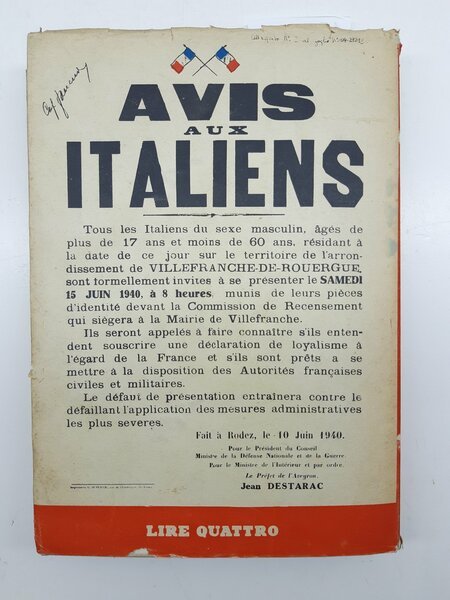 AVIS
AUX
ITALIENS
Tous les Italiens du sexe masculin, âgés de
plus de 17 ans et moins de 60 ans, résidant à
la date de ce jour sur le territoire de l'arron-
dissement de VILLEFRANCHE-DE-ROUERGUE,
sont formellement invités à se présenter le SAMEDI
15 JUIN 1940, à 8 heures, munis de leurs pièces
d'identité devant la Commission de Recensement
qui siègera à la Mairie de Villefranche.
Ils seront appelés à faire connaître s'ils enten-
dent souscrire une déclaration de loyalisme à
l'égard de la France et s'ils sont prêts a se
mettre à la disposition des Autorités françaises
civiles et militaires.
Le défaut de présentation entraînera contre le
défaillant l'application des mesures administratives
les plus severes.
Fait à Rodez, le 10 Juin 1940.
Pour le Président du Conseil
Ministre de la Défense Nationale et de la Guerre.
Pour le Ministre de l'Intérieur et par ordre.
Le Préfet de l'Aveyron
Jean DESTARAC
LIRE QUATTRO